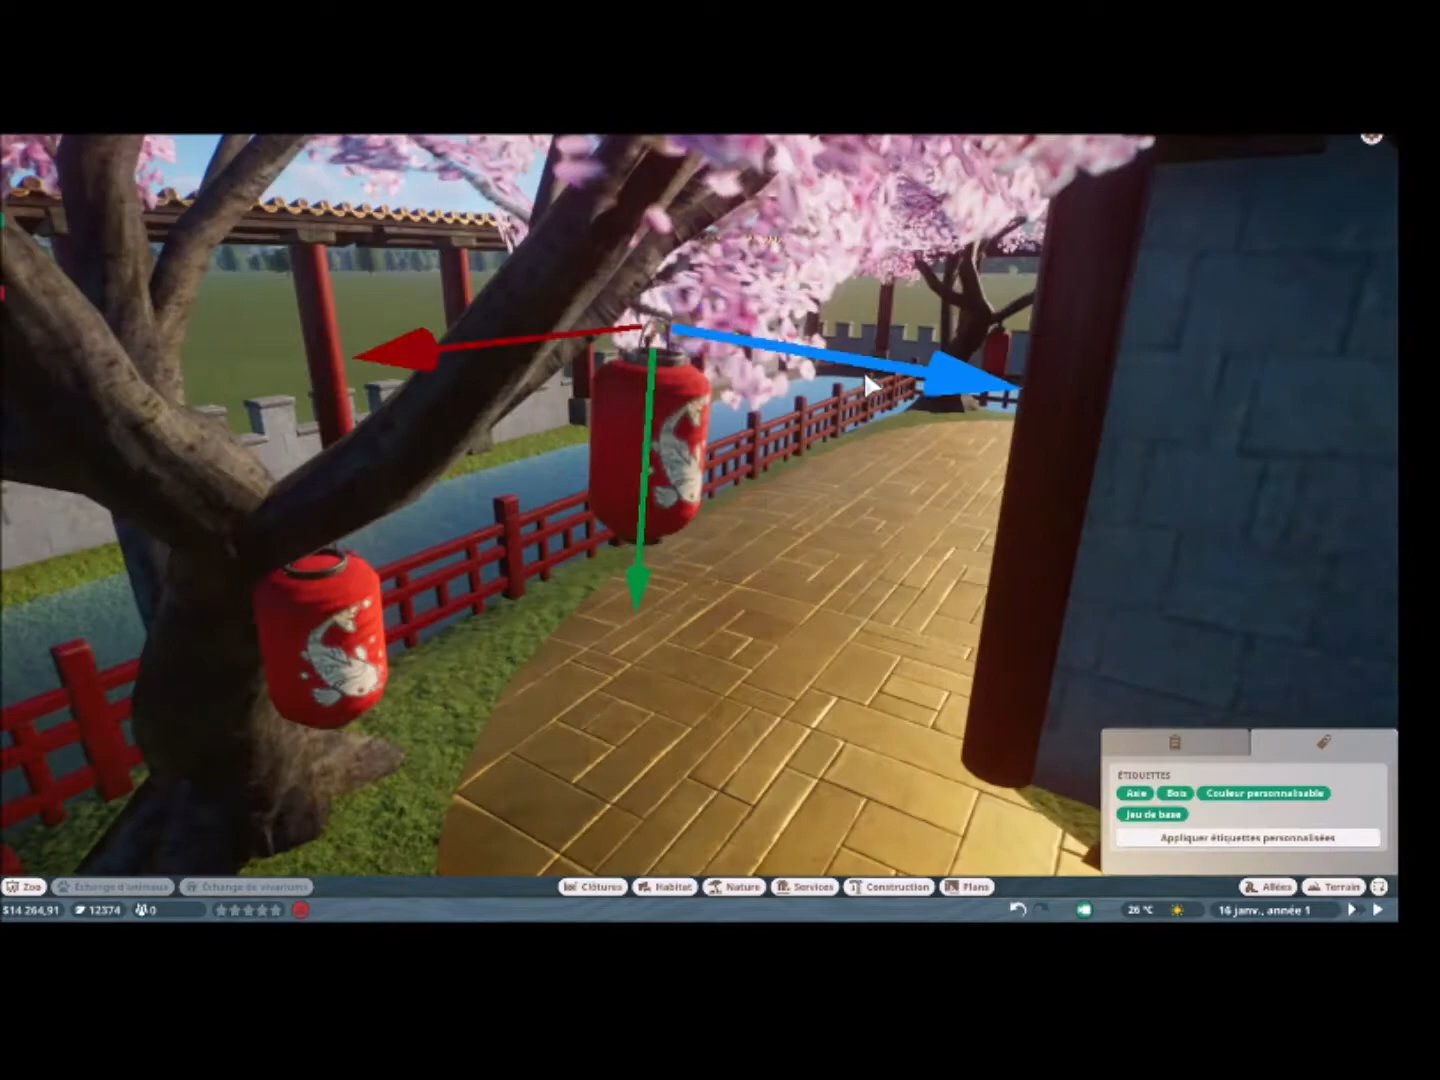 ÉTIQUETTES
Asie Bois Couleur personnalisable
Jeu de base
Appliquer étiquettes personnalisées
Zoo Échange d'animaux Échange de vivariums Clôtures Habitat Nature Services Construction Plans Allées Terrain
$14 264,91 12374 0 26 °C 16 janv., année 1